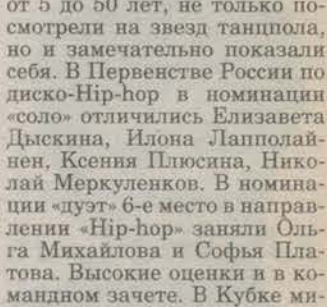 от 5 до 50 лет, не только по-
смотрели на звезд танцпола,
но и замечательно показали
себя. В Первенстве России по
диско-Hip-hop в номинации
«соло» отличились Елизавета
Дыскина, Илона Лапполай-
нен, Ксения Плюсина, Нико-
лай Меркуленков. В номина-
ции «дуэт» 6-е место в направ-
лении «Hip-hop» заняли Оль-
га Михайлова и Софья Пла-
това. Высокие оценки и в ко-
мандном зачете. В Кубке ми-